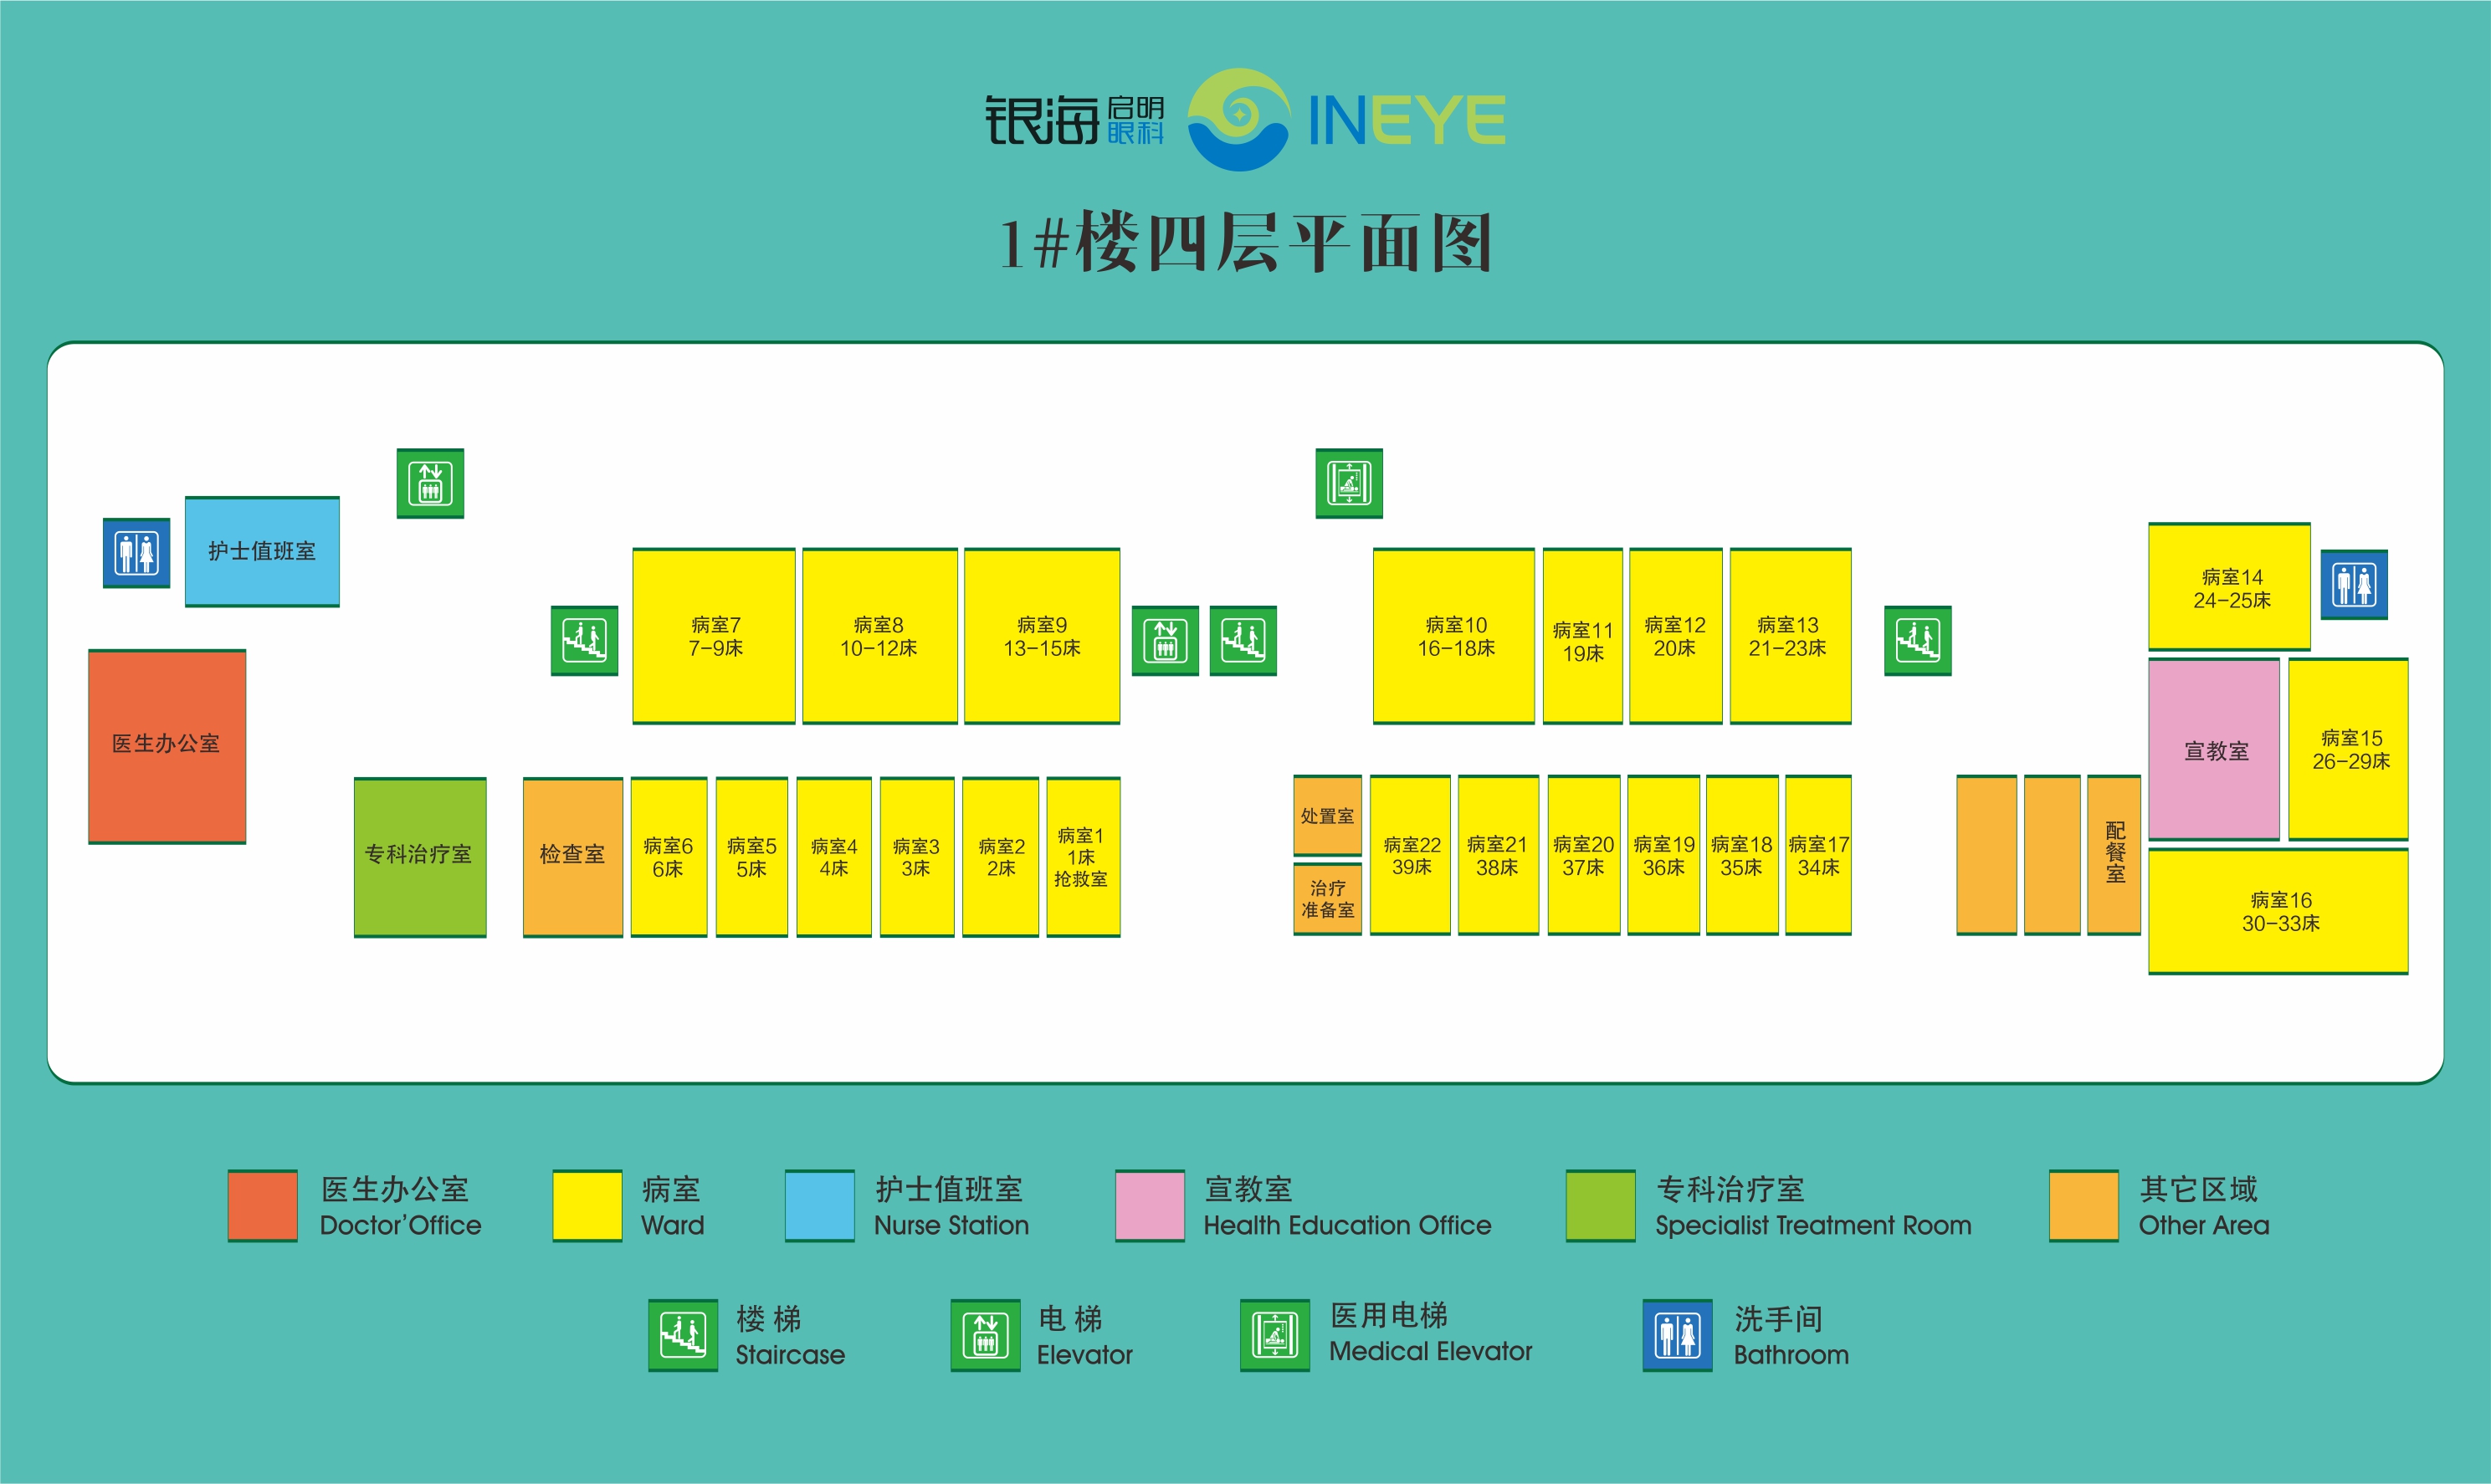 银海 启明
眼科
INEYE
1#楼四层平面图
护士值班室
医生办公室
专科治疗室
检查室
病室7
7-9床
病室8
10-12床
病室9
13-15床
病室6
6床
病室5
5床
病室4
4床
病室3
3床
病室2
2床
病室1
1床
抢救室
病室10
16-18床
病室11
19床
病室12
20床
病室13
21-23床
处置室
治疗
准备室
病室22
39床
病室21
38床
病室20
37床
病室19
36床
病室18
35床
病室17
34床
配餐室
病室14
24-25床
宣教室
病室15
26-29床
病室16
30-33床
医生办公室
Doctor'Office
病室
Ward
护士值班室
Nurse Station
宣教室
Health Education Office
专科治疗室
Specialist Treatment Room
其它区域
Other Area
楼 梯
Staircase
电 梯
Elevator
医用电梯
Medical Elevator
洗手间
Bathroom